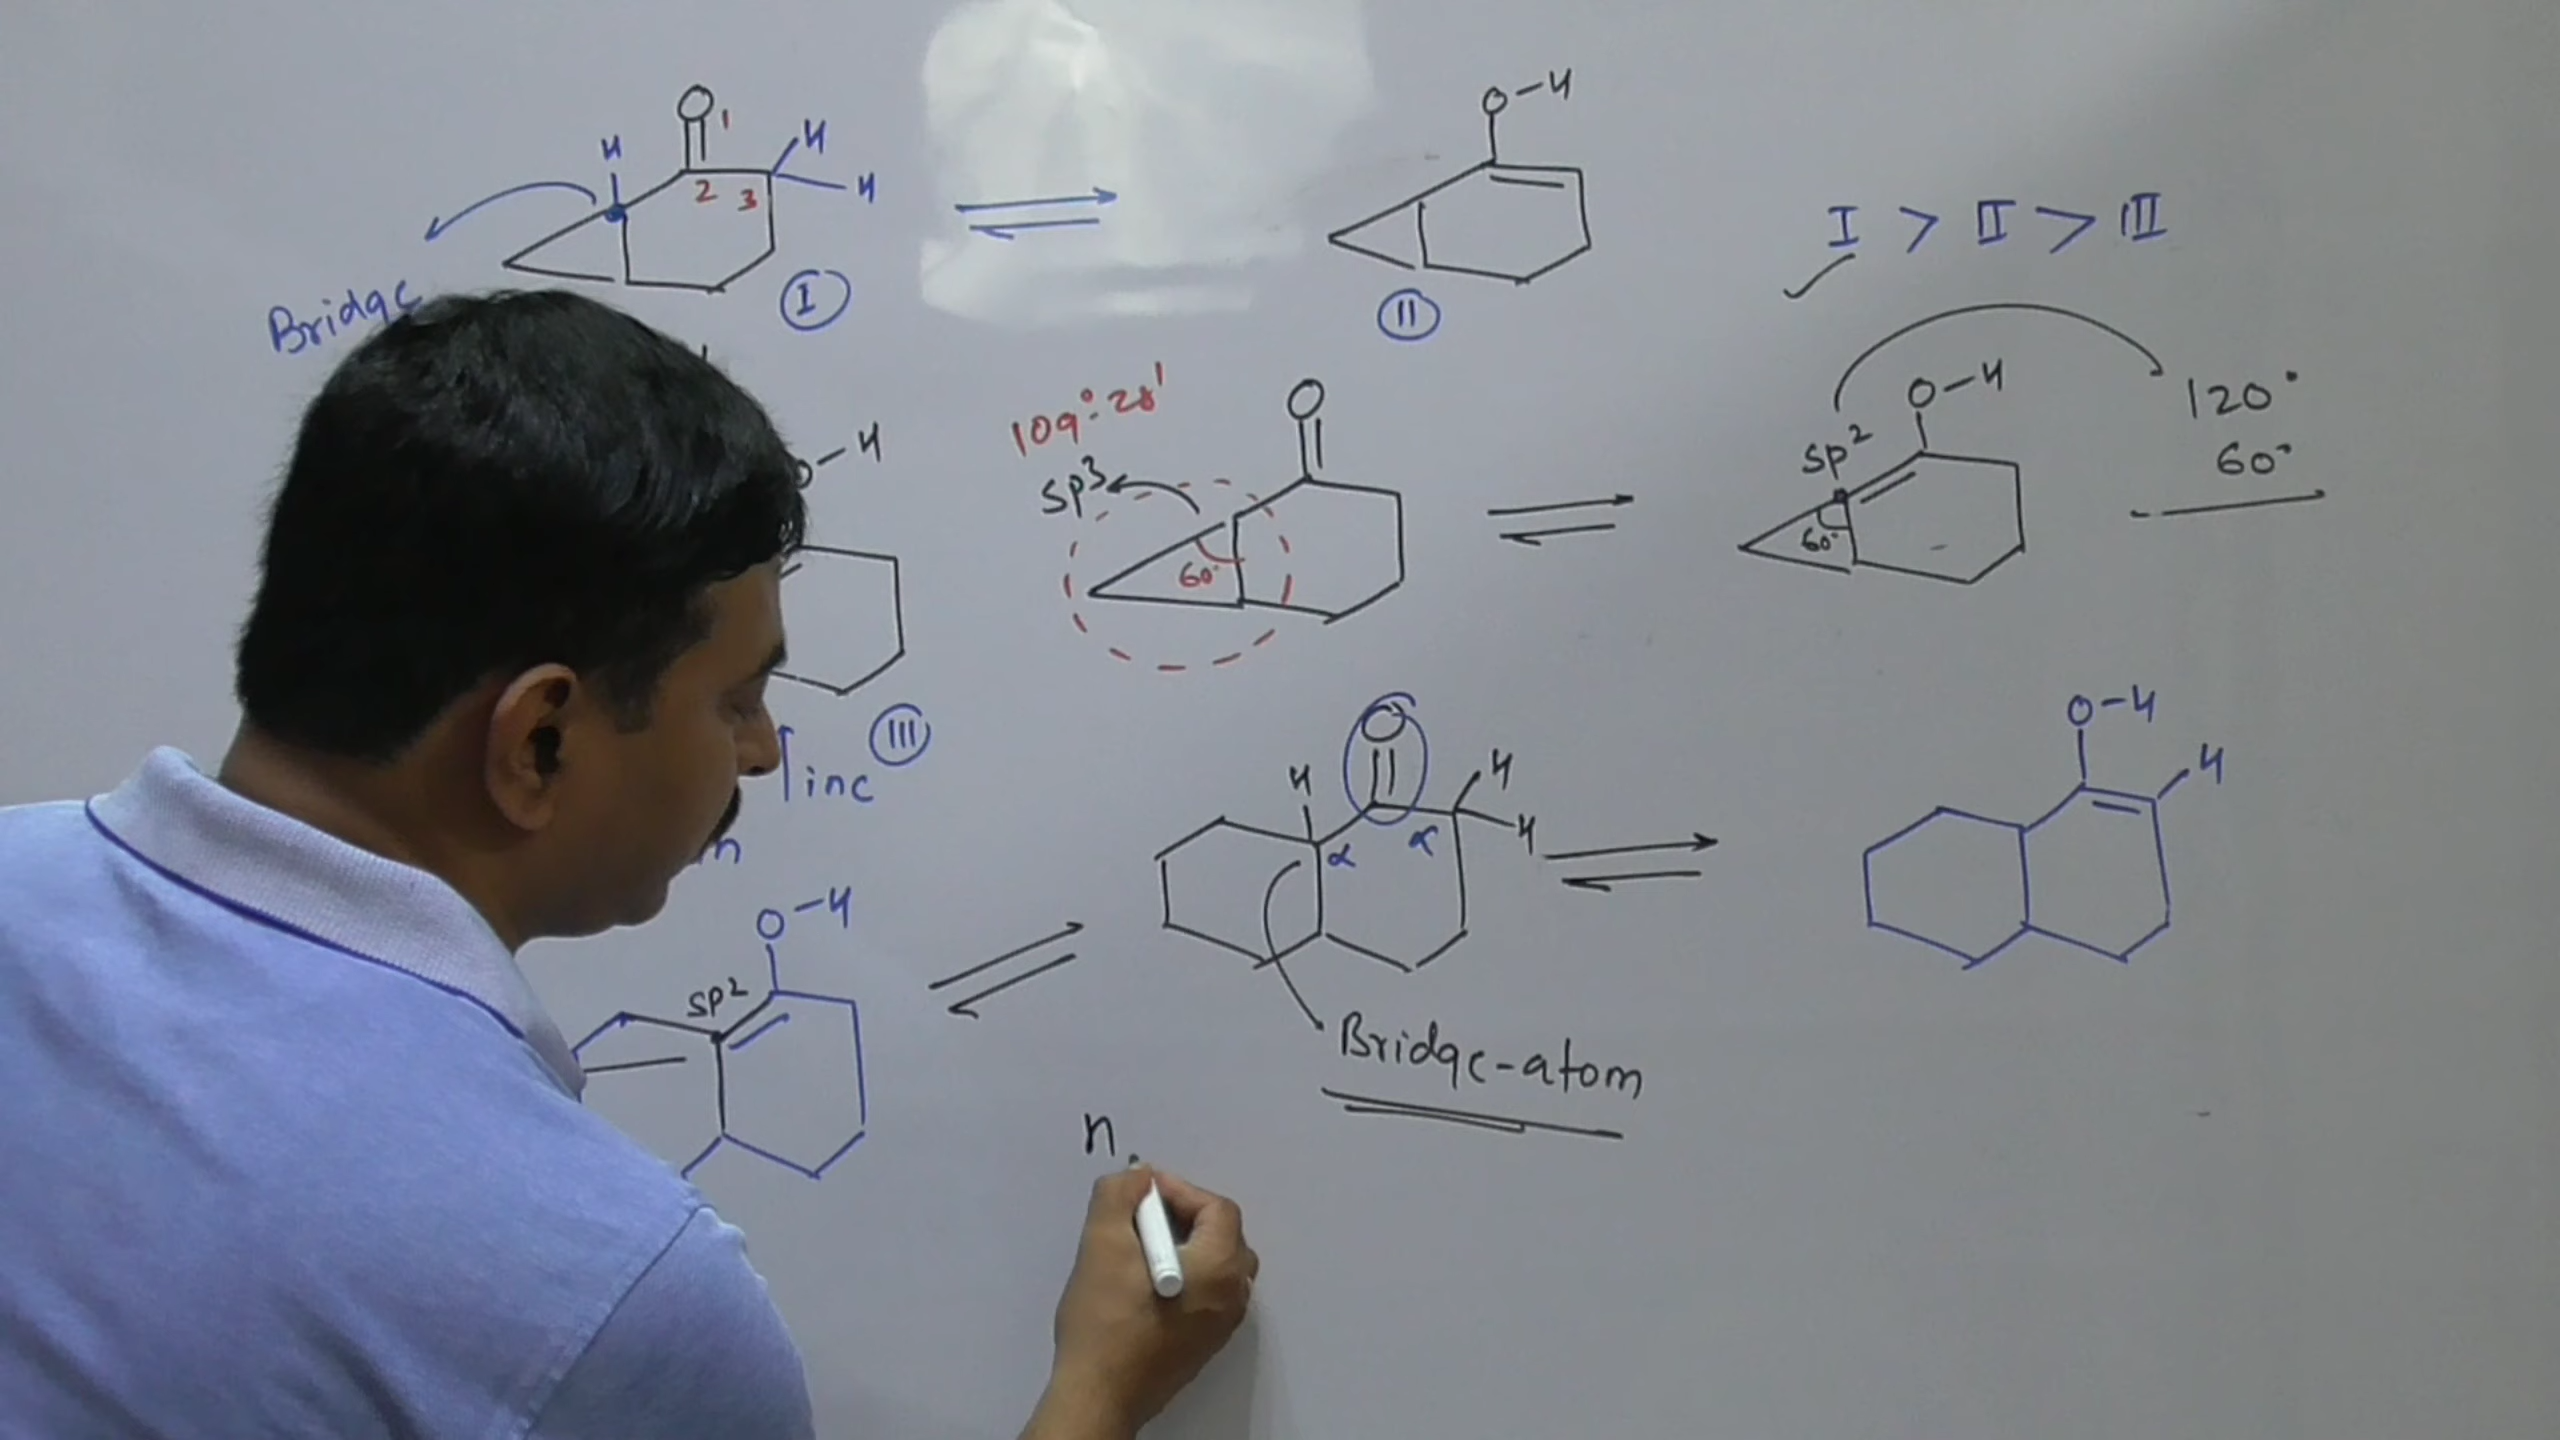 O 1
H
H
H
2
3
Bridge
I
O-H
II
I > II > III
O-H
III
inc
109°:28'
sp3
60°
O
O-H
sp2
60°
120°
60°
O
H
H
H
α
α
Bridge-atom
O-H
H
O-H
sp2
n